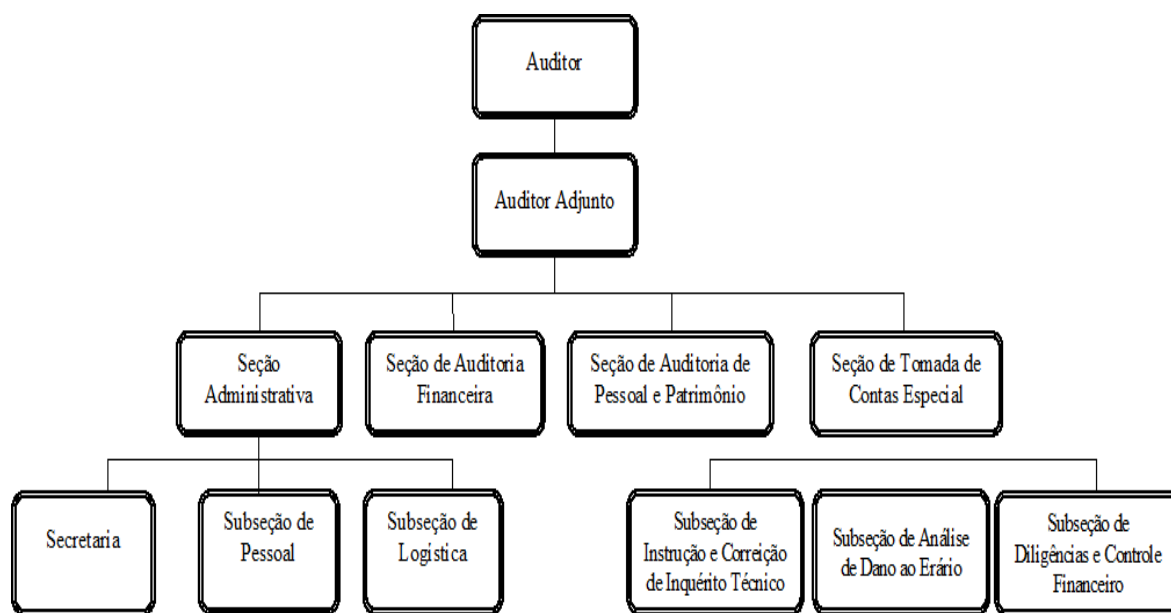 Auditor
Auditor Adjunto
Seção
Administrativa
Seção de Auditoria
Financeira
Seção de Auditoria de
Pessoal e Patrimônio
Seção de Tomada de
Contas Especial
Secretaria
Subseção de
Pessoal
Subseção de
Logística
Subseção de
Instrução e Correição
de Inquérito Técnico
Subseção de Análise
de Dano ao Erário
Subseção de
Diligências e Controle
Financeiro